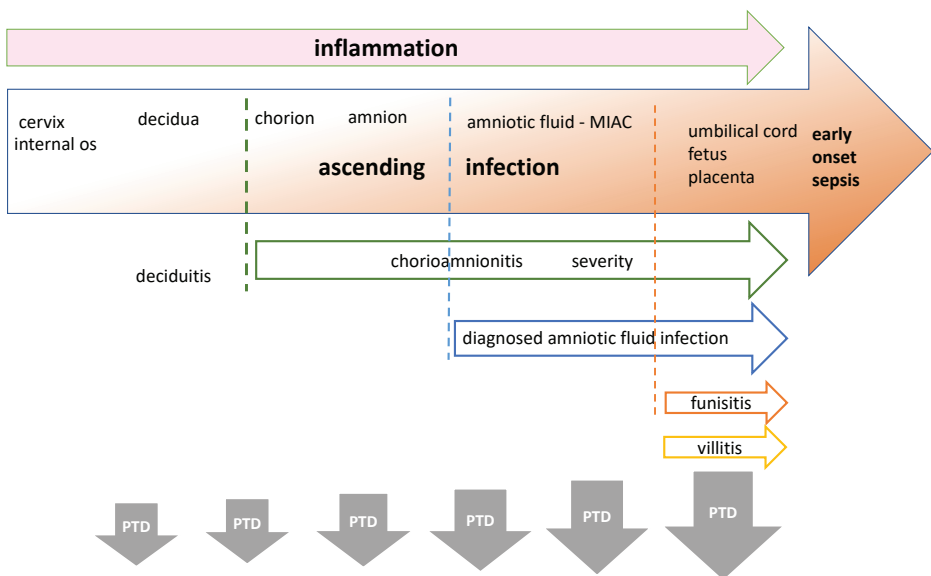 inflammation
cervix
internal os
decidua
chorion
amnion
amniotic fluid - MIAC
umbilical cord
fetus
placenta
early
onset
sepsis
ascending infection
deciduitis
chorioamnionitis severity
diagnosed amniotic fluid infection
funisitis
villitis
PTD
PTD
PTD
PTD
PTD
PTD